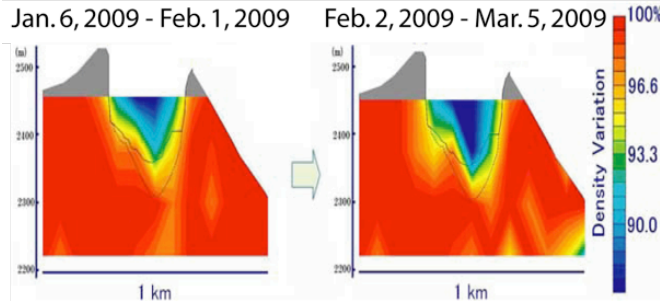 Jan. 6, 2009 - Feb. 1, 2009
Feb. 2, 2009 - Mar. 5, 2009
(m)
2500
2400
2300
2200
1 km
(m)
2500
2400
2300
2200
1 km
Density Variation
100%
96.6
93.3
90.0